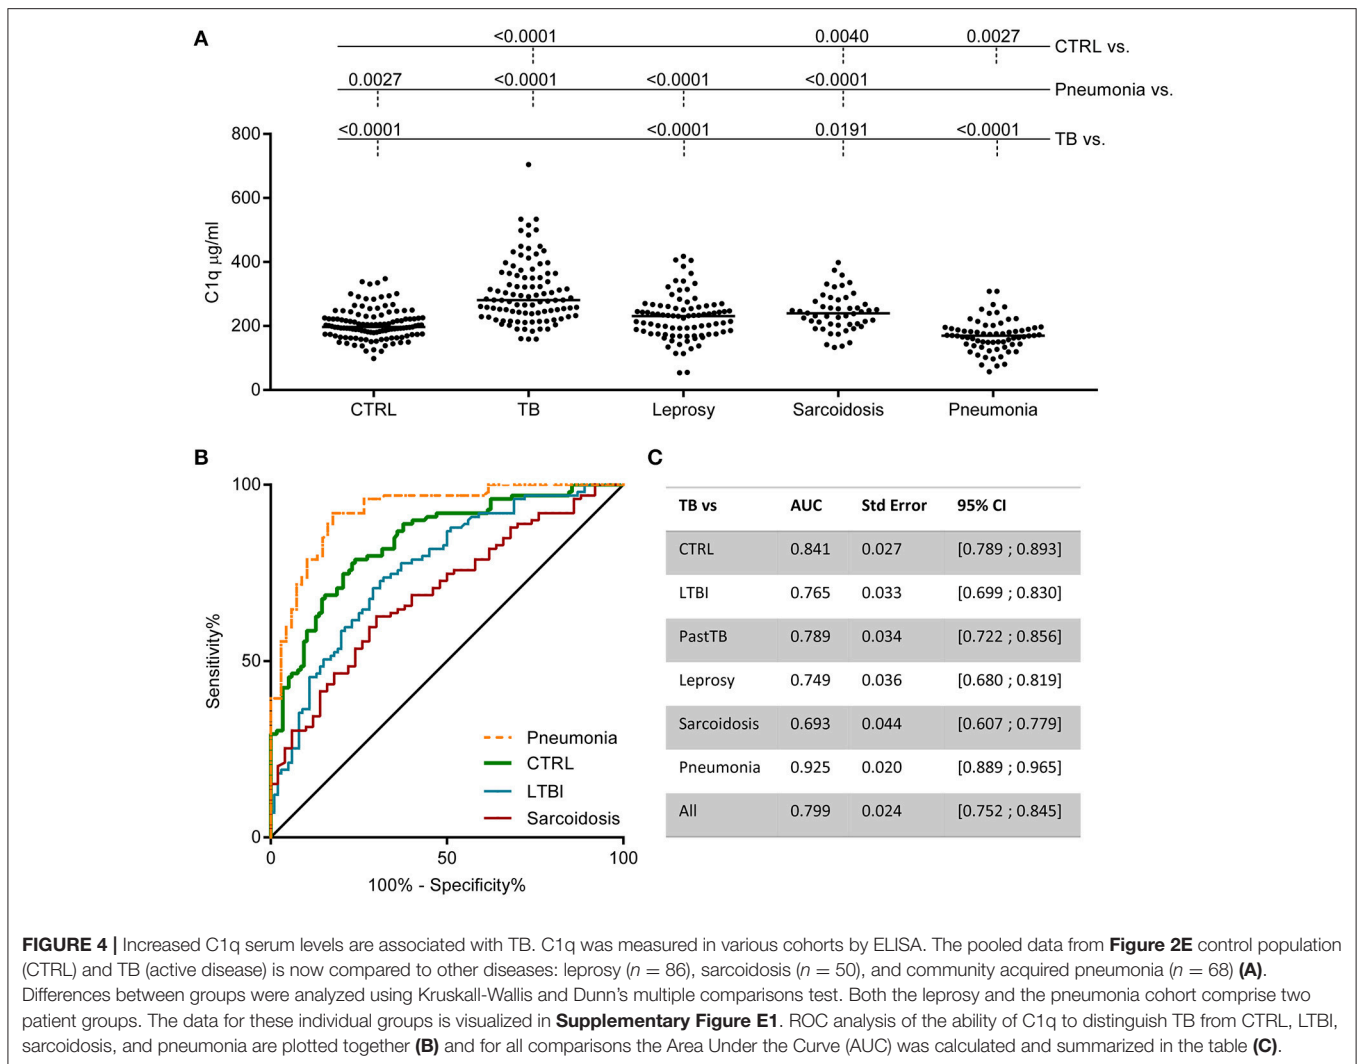 A
<0.0001 0.0040 0.0027 CTRL vs.
0.0027 <0.0001 <0.0001 <0.0001 Pneumonia vs.
<0.0001 <0.0001 0.0191 <0.0001 TB vs.
C1q µg/ml
800
600
400
200
0
CTRL TB Leprosy Sarcoidosis Pneumonia
B
Sensitivity%
100
50
0
Pneumonia
CTRL
LTBI
Sarcoidosis
0 50 100
100% - Specificity%
C
TB vs AUC Std Error 95% CI
CTRL 0.841 0.027 [0.789 ; 0.893]
LTBI 0.765 0.033 [0.699 ; 0.830]
PastTB 0.789 0.034 [0.722 ; 0.856]
Leprosy 0.749 0.036 [0.680 ; 0.819]
Sarcoidosis 0.693 0.044 [0.607 ; 0.779]
Pneumonia 0.925 0.020 [0.889 ; 0.965]
All 0.799 0.024 [0.752 ; 0.845]
FIGURE 4 | Increased C1q serum levels are associated with TB. C1q was measured in various cohorts by ELISA. The pooled data from Figure 2E control population
(CTRL) and TB (active disease) is now compared to other diseases: leprosy (n = 86), sarcoidosis (n = 50), and community acquired pneumonia (n = 68) (A).
Differences between groups were analyzed using Kruskall-Wallis and Dunn's multiple comparisons test. Both the leprosy and the pneumonia cohort comprise two
patient groups. The data for these individual groups is visualized in Supplementary Figure E1. ROC analysis of the ability of C1q to distinguish TB from CTRL, LTBI,
sarcoidosis, and pneumonia are plotted together (B) and for all comparisons the Area Under the Curve (AUC) was calculated and summarized in the table (C).